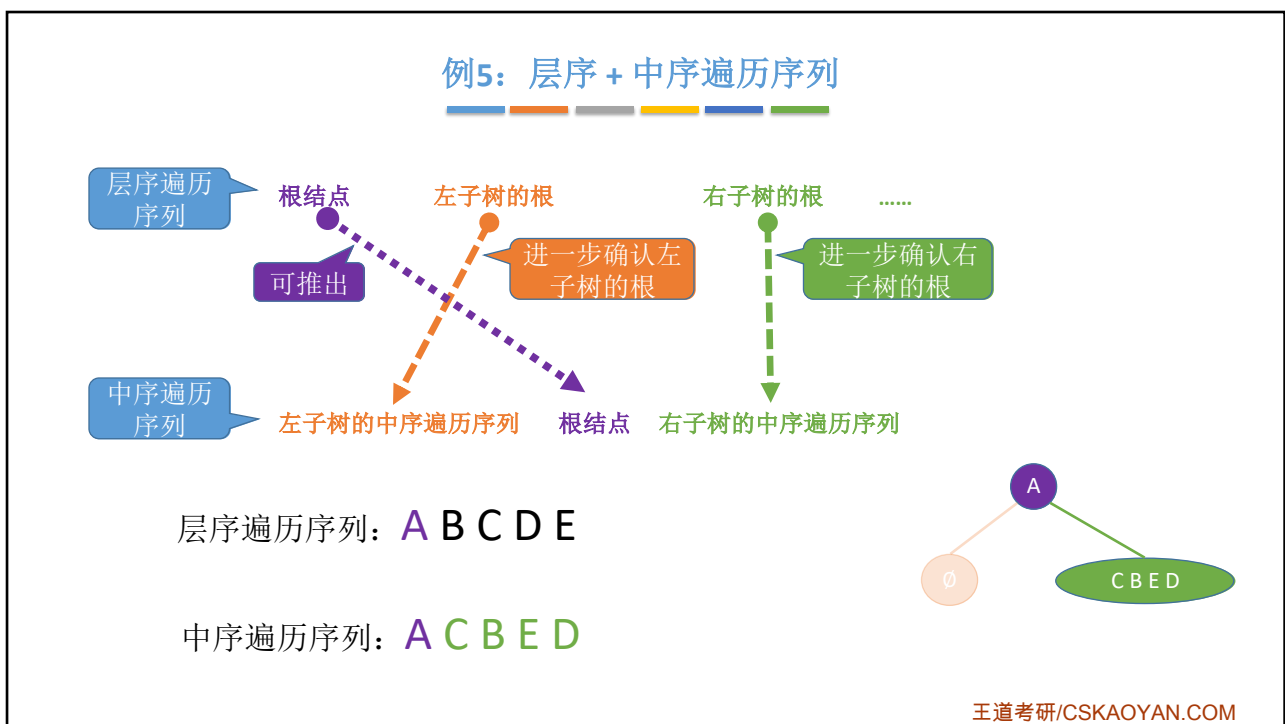 例5：层序 + 中序遍历序列
层序遍历
序列
根结点
左子树的根
右子树的根
......
可推出
进一步确认左
子树的根
进一步确认右
子树的根
中序遍历
序列
左子树的中序遍历序列
根结点
右子树的中序遍历序列
A
层序遍历序列：A B C D E
Ø
C B E D
中序遍历序列：A C B E D
王道考研/CSKAOYAN.COM